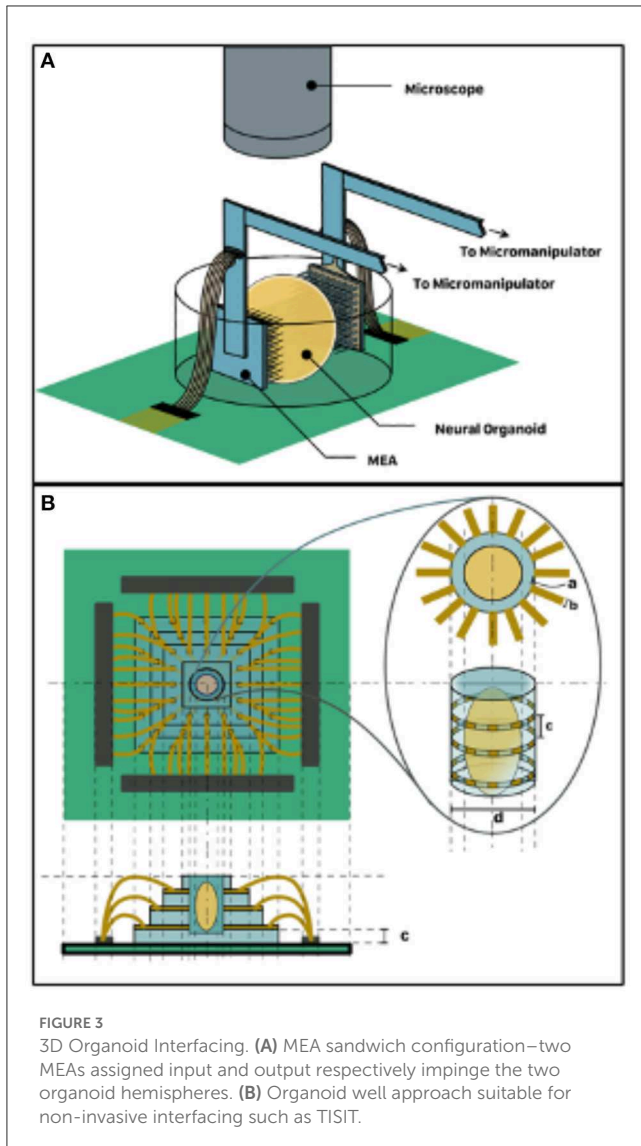 A
Microscope
To Micromanipulator
To Micromanipulator
Neural Organoid
MEA
B
a
b
c
d
c
FIGURE 3
3D Organoid Interfacing. (A) MEA sandwich configuration–two
MEAs assigned input and output respectively impinge the two
organoid hemispheres. (B) Organoid well approach suitable for
non-invasive interfacing such as TISIT.